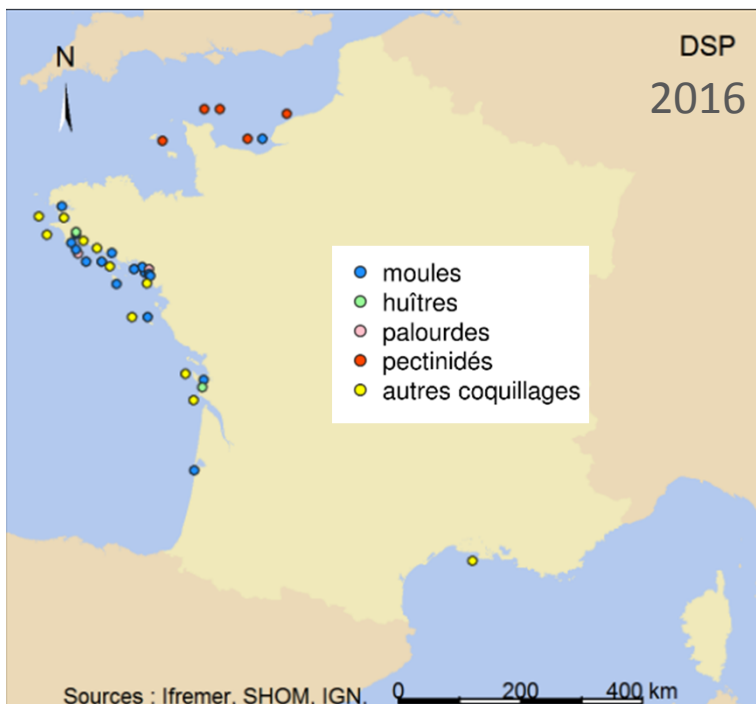 DSP
N
2016
moules
huîtres
palourdes
pectinidés
autres coquillages
Sources : Ifremer, SHOM, IGN.
0 200 400 km